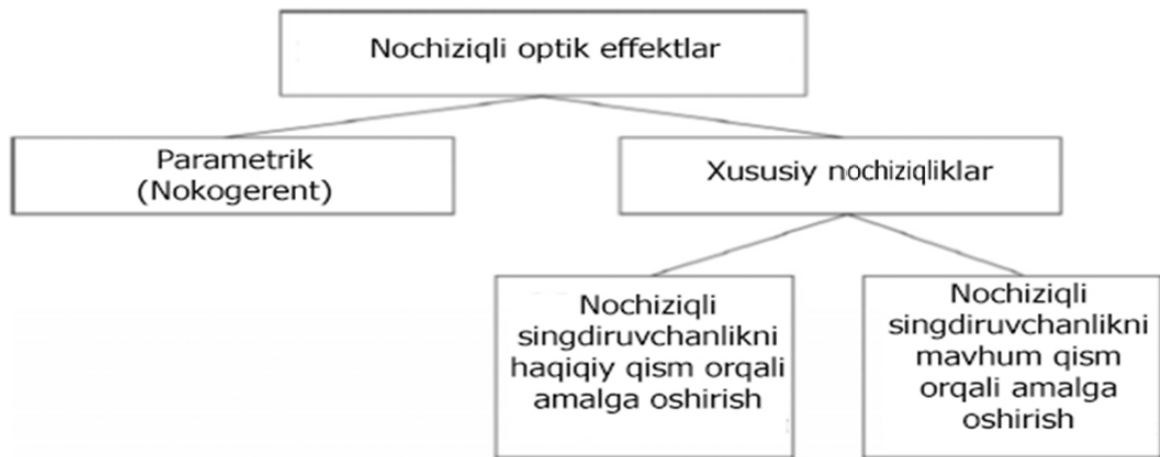 Nochiziqli optik effektlar
Parametrik
(Nokogerent)
Xususiy nochiziqliklar
Nochiziqli
singdiruvchanlikni
haqiqiy qism orqali
amalga oshirish
Nochiziqli
singdiruvchanlikni
mavhum qism
orqali amalga
oshirish